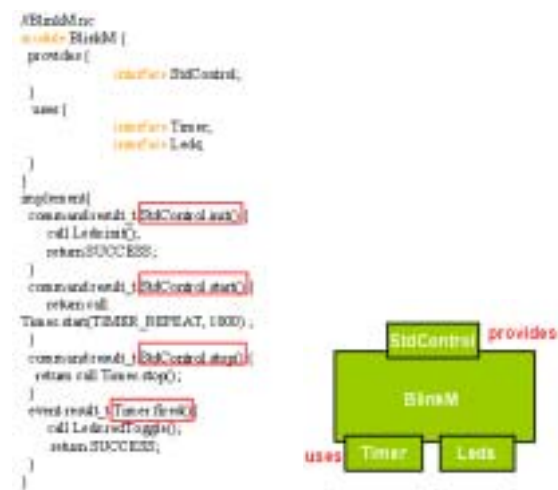 //BlinkM.nc
module BlinkM {
provides {
interface StdControl;
}
uses {
interface Timer;
interface Leds;
}
}
implement{
command result_t StdControl.init() {
call Leds.init();
return SUCCESS;
}
command result_t StdControl.start() {
return call
Timer.start(TIMER_REPEAT, 1000) ;
}
command result_t StdControl.stop() {
return call Timer.stop();
}
event result_t Timer.fired(){
call Leds.redToggle();
return SUCCESS;
}
}
StdControl provides
BlinkM
uses Timer Leds